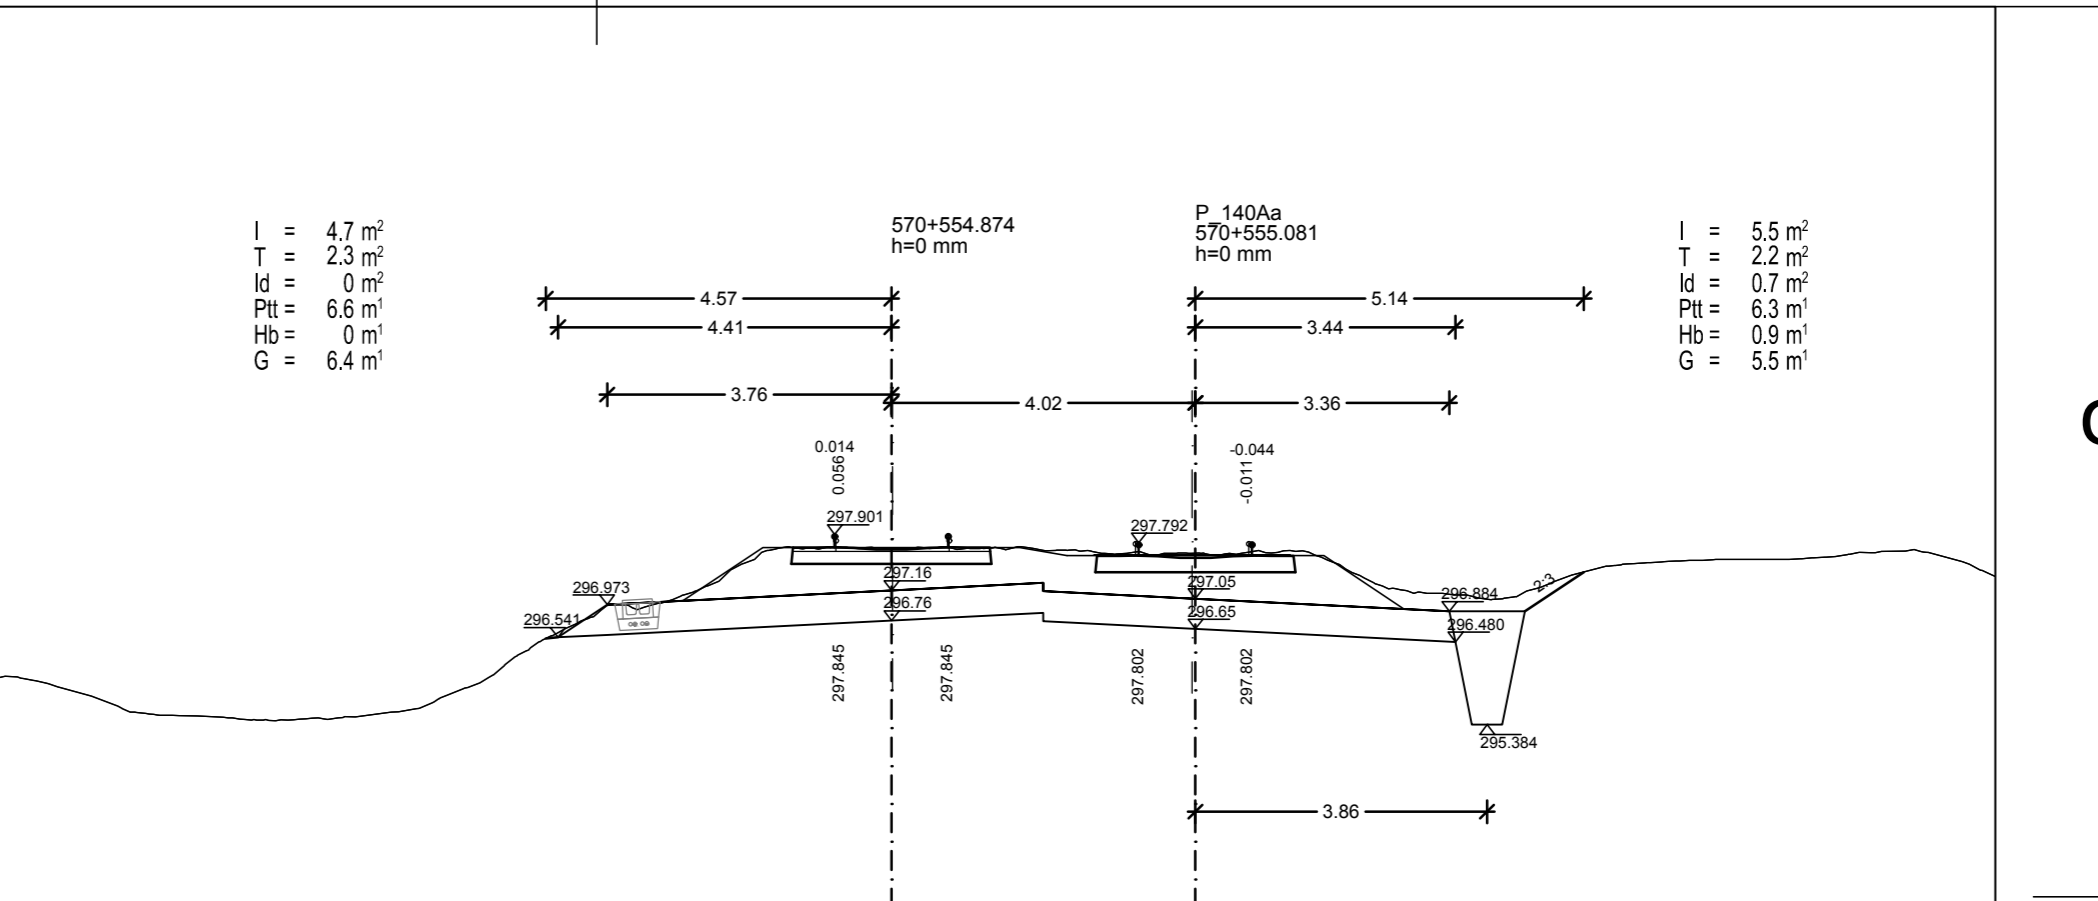 P_140Aa
570+554.874
570+555.081
h=0 mm
h=0 mm
I = 4.7 m²
T = 2.3 m²
Id = 0 m²
Ptt = 6.6 m¹
Hb = 0 m¹
G = 6.4 m¹
I = 5.5 m²
T = 2.2 m²
Id = 0.7 m²
Ptt = 6.3 m¹
Hb = 0.9 m¹
G = 5.5 m¹
4.57
5.14
4.41
3.44
3.76
4.02
3.36
0.014
0.056
-0.044
-0.011
297.901
297.792
297.16
297.05
296.973
296.76
296.65
296.541
2:3
296.884
296.480
297.845
297.845
297.802
297.802
295.384
3.86